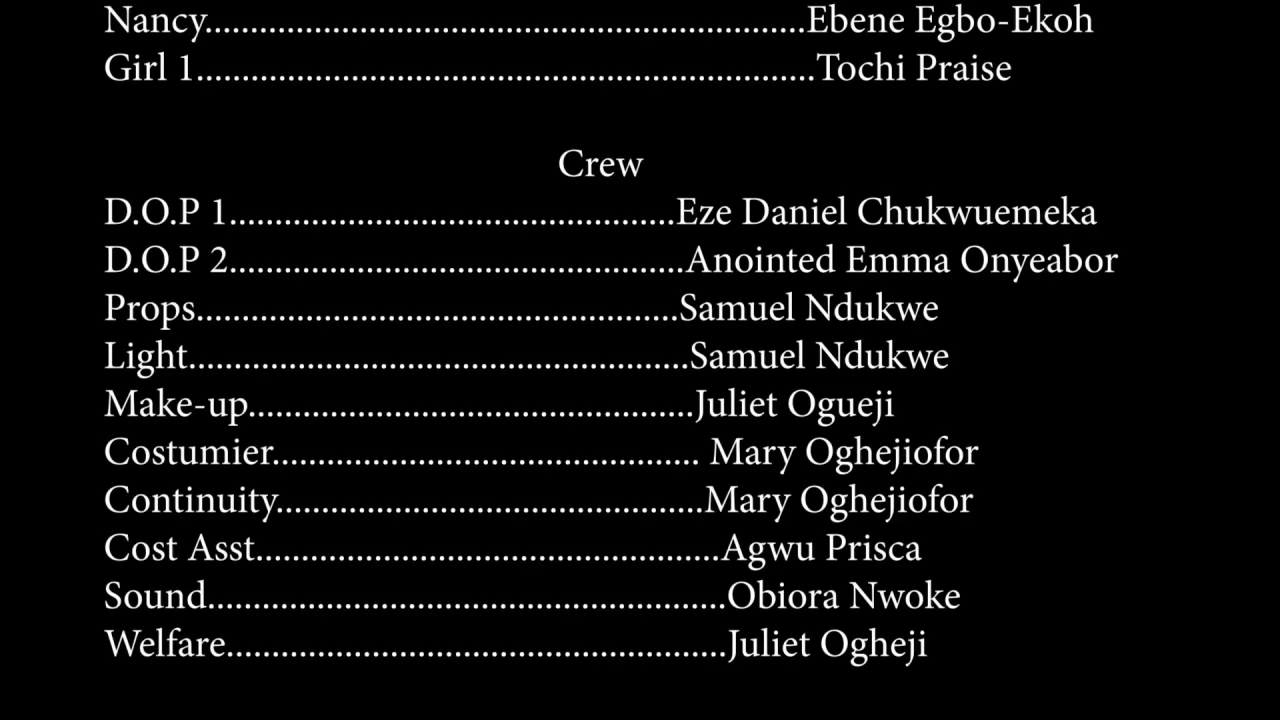 Nancy.................................................................Ebene Egbo-Ekoh
Girl 1...................................................................Tochi Praise
Crew
D.O.P 1................................................Eze Daniel Chukwuemeka
D.O.P 2.................................................Anointed Emma Onyeabor
Props....................................................Samuel Ndukwe
Light......................................................Samuel Ndukwe
Make-up................................................Juliet Ogueji
Costumier.............................................. Mary Oghejiofor
Continuity..............................................Mary Oghejiofor
Cost Asst..................................................Agwu Prisca
Sound........................................................Obiora Nwoke
Welfare......................................................Juliet Ogheji